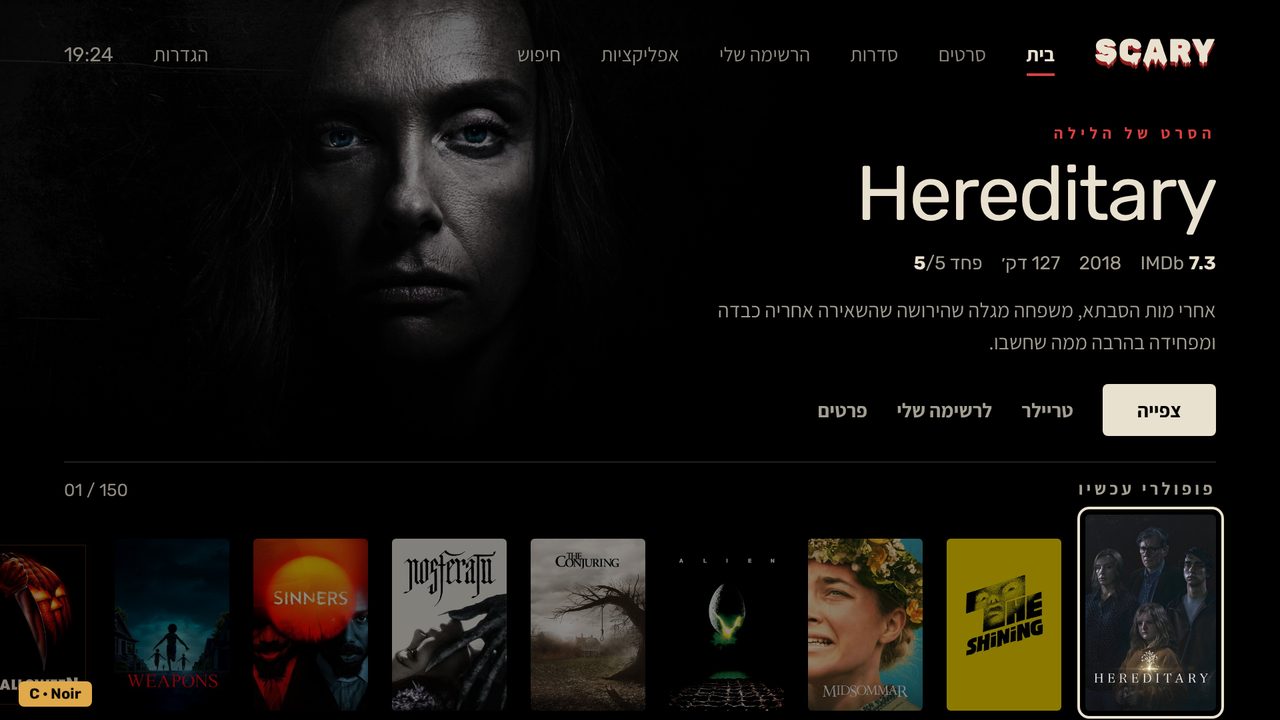 SCARY
בית סרטים סדרות הרשימה שלי אפליקציות חיפוש הגדרות 19:24
הסרט של הלילה
Hereditary
IMDb 7.3 2018 127 דק׳ פחד 5/5
אחרי מות הסבתא, משפחה מגלה שהירושה שהשאירה אחריה כבדה
ומפחידה בהרבה ממה שחשבו.
צפייה טריילר לרשימה שלי פרטים
פופולרי עכשיו 01 / 150
HEREDITARY
THE
SHiNiNG
MIDSOMMAR
ALIEN
THE
CONJURING
nosferatu
SINNERS
WEAPONS
C • Noir